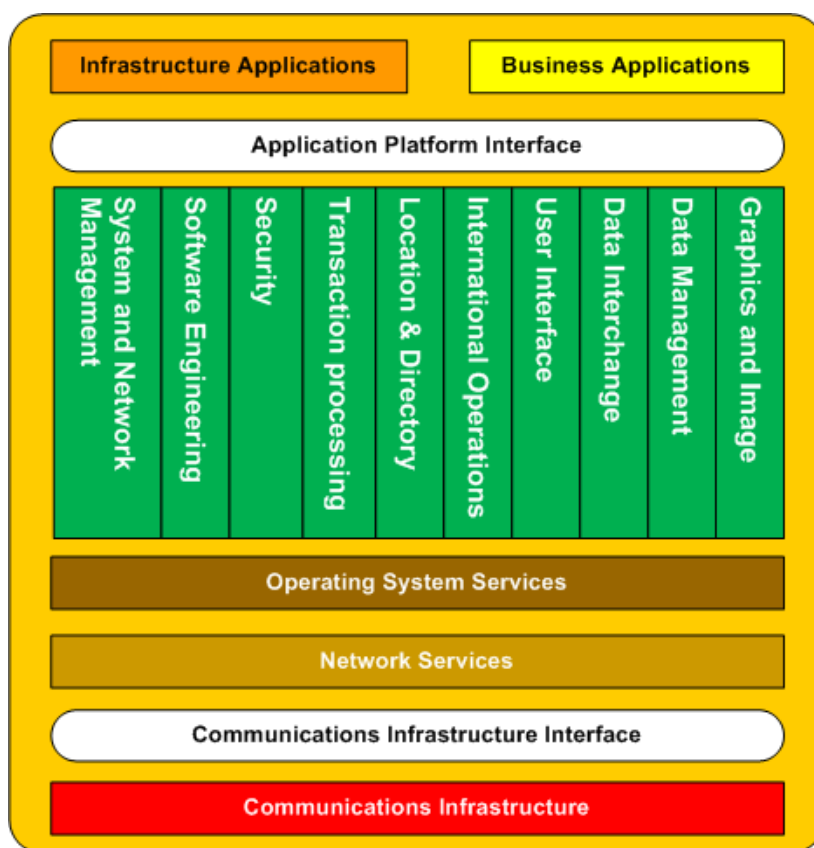 Infrastructure Applications
Business Applications
Application Platform Interface
System and Network
Management
Software Engineering
Security
Transaction processing
Location & Directory
International Operations
User Interface
Data Interchange
Data Management
Graphics and Image
Operating System Services
Network Services
Communications Infrastructure Interface
Communications Infrastructure